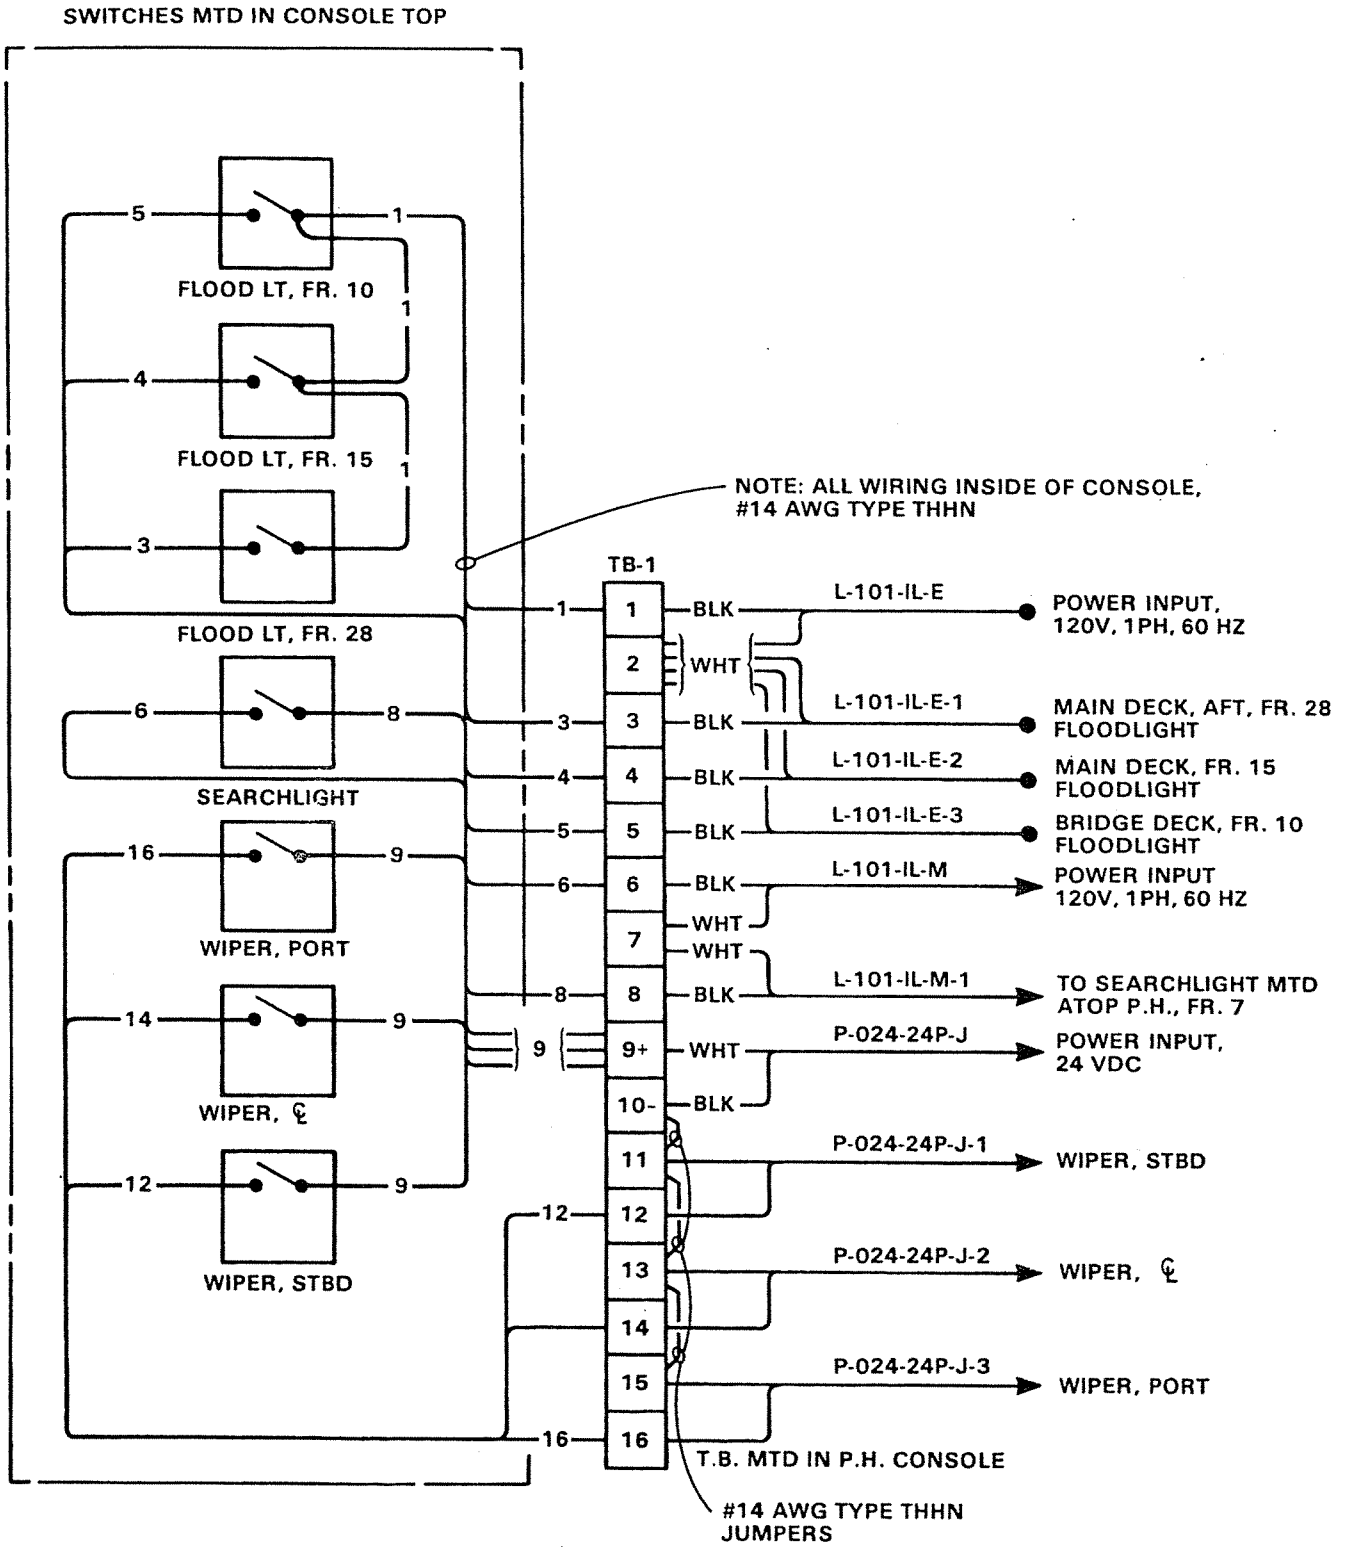 SWITCHES MTD IN CONSOLE TOP
5
1
FLOOD LT, FR. 10
1
4
FLOOD LT, FR. 15
1
3
FLOOD LT, FR. 28
6
8
SEARCHLIGHT
16
9
WIPER, PORT
14
9
WIPER, ℄
12
9
WIPER, STBD
NOTE: ALL WIRING INSIDE OF CONSOLE,
#14 AWG TYPE THHN
TB-1
1
1
BLK
L-101-IL-E
POWER INPUT,
120V, 1PH, 60 HZ
2
WHT
3
3
BLK
L-101-IL-E-1
MAIN DECK, AFT, FR. 28
FLOODLIGHT
4
4
BLK
L-101-IL-E-2
MAIN DECK, FR. 15
FLOODLIGHT
5
5
BLK
L-101-IL-E-3
BRIDGE DECK, FR. 10
FLOODLIGHT
6
6
BLK
L-101-IL-M
POWER INPUT
120V, 1PH, 60 HZ
7
WHT
WHT
8
8
BLK
L-101-IL-M-1
TO SEARCHLIGHT MTD
ATOP P.H., FR. 7
9
9+
WHT
P-024-24P-J
POWER INPUT,
24 VDC
10-
BLK
11
P-024-24P-J-1
WIPER, STBD
12
12
13
P-024-24P-J-2
WIPER, ℄
14
15
P-024-24P-J-3
WIPER, PORT
16
16
T.B. MTD IN P.H. CONSOLE
#14 AWG TYPE THHN
JUMPERS